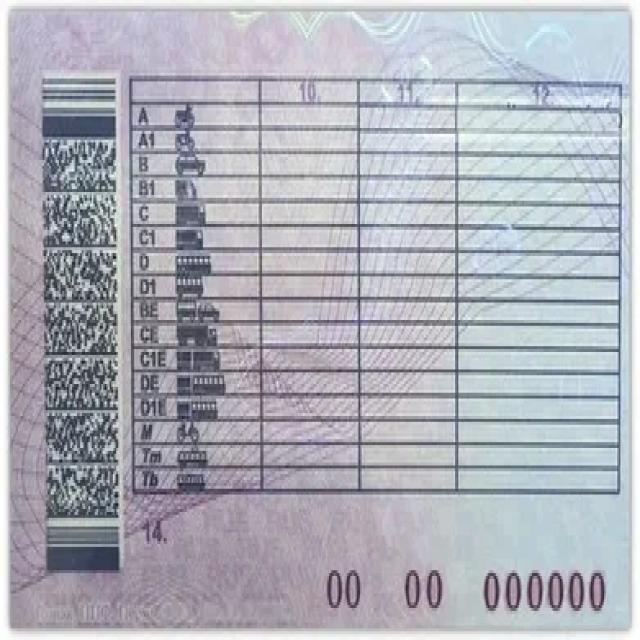 10. 11. 12.
A
A1
B
B1
C
C1
D
D1
BE
CE
C1E
DE
D1E
M
Tm
Tb
14.
00 00 000000